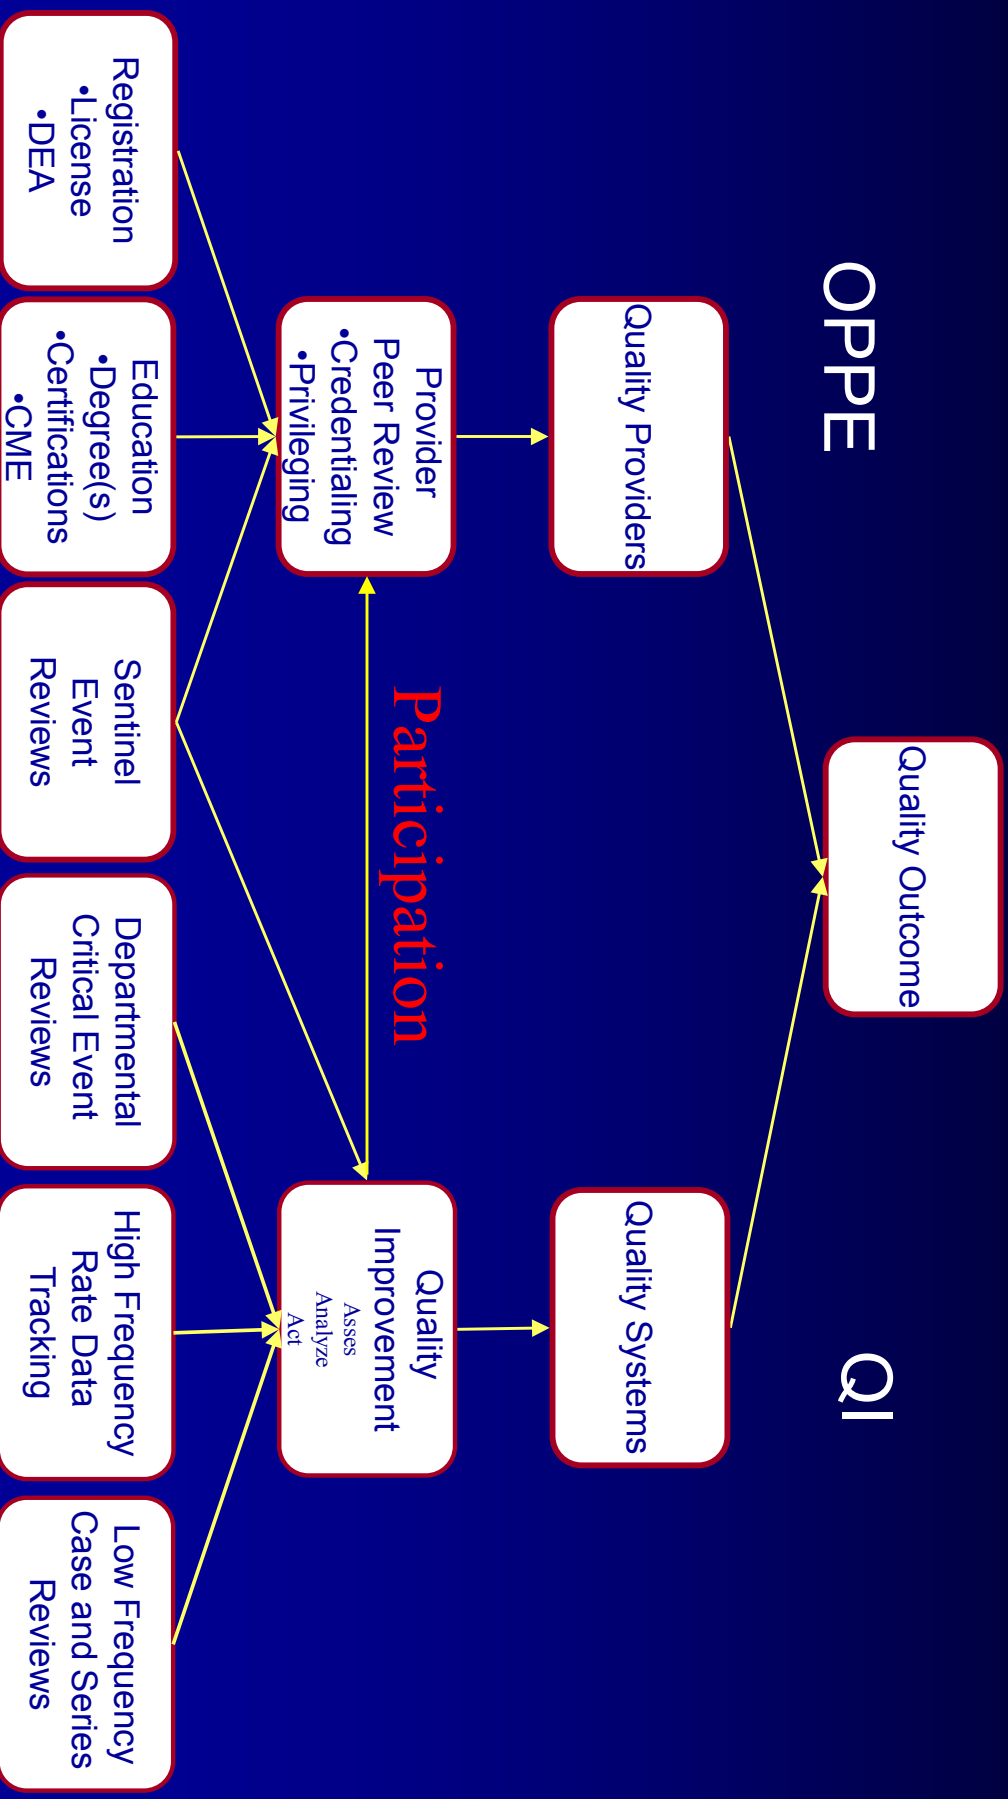 OPPE
QI
Quality Outcome
Quality Providers
Quality Systems
Provider
Peer Review
•Credentialing
•Privileging
Participation
Quality
Improvement
Asses
Analyze
Act
Registration
•License
•DEA
Education
•Degree(s)
•Certifications
•CME
Sentinel
Event
Reviews
Departmental
Critical Event
Reviews
High Frequency
Rate Data
Tracking
Low Frequency
Case and Series
Reviews